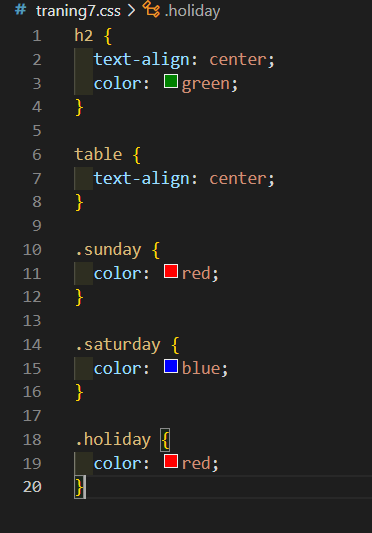 # traning7.css > .holiday
1 h2 {
2   text-align: center;
3   color: green;
4 }
5
6 table {
7   text-align: center;
8 }
9
10 .sunday {
11   color: red;
12 }
13
14 .saturday {
15   color: blue;
16 }
17
18 .holiday {
19   color: red;
20 }